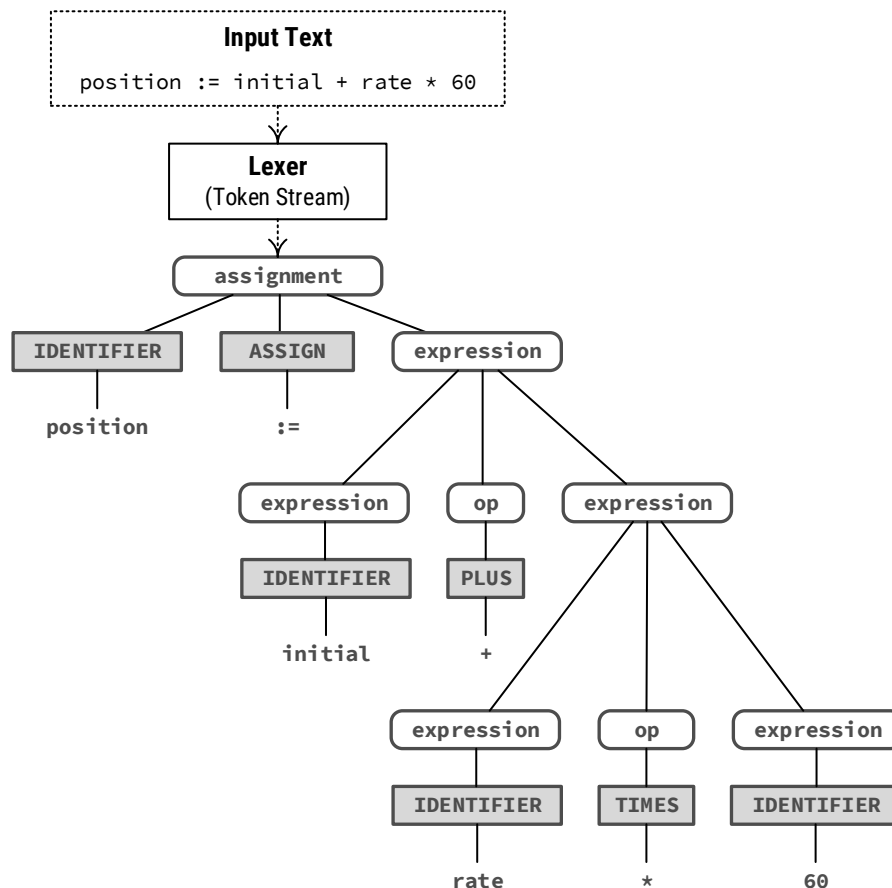 Input Text
position := initial + rate * 60
Lexer
(Token Stream)
assignment
IDENTIFIER ASSIGN expression
position :=
expression op expression
IDENTIFIER PLUS
initial +
expression op expression
IDENTIFIER TIMES IDENTIFIER
rate * 60